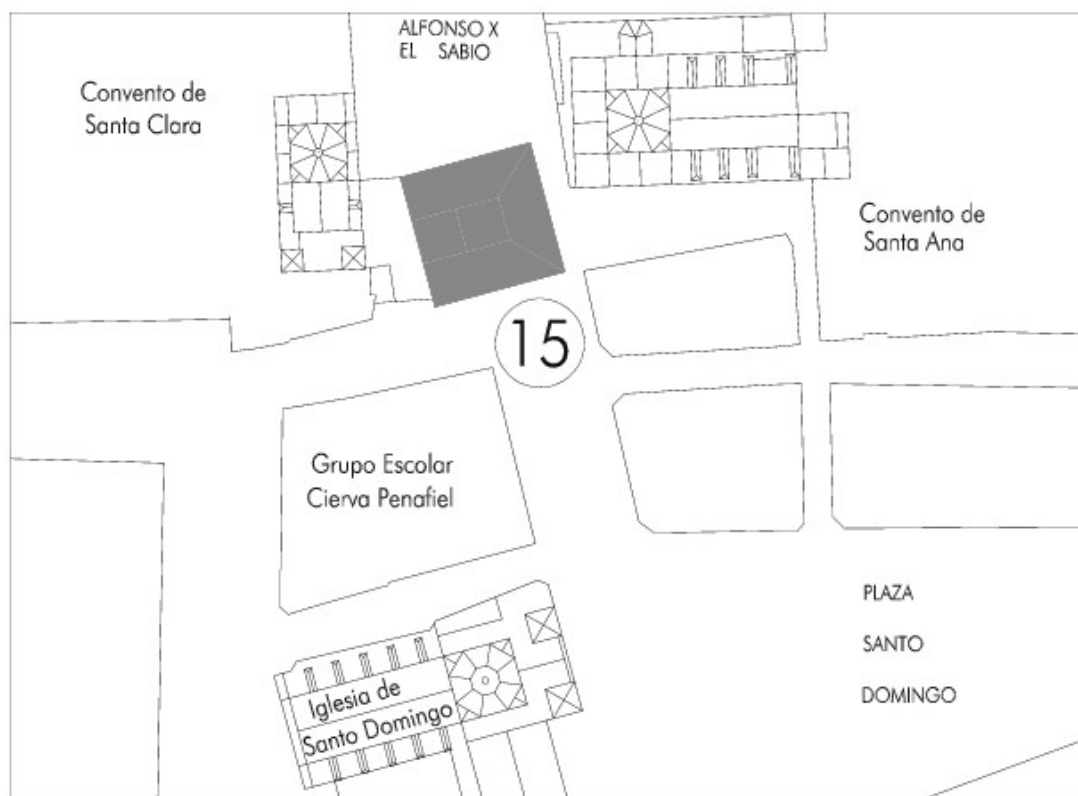 ALFONSO X
EL SABIO
Convento de
Santa Clara
Convento de
Santa Ana
15
Grupo Escolar
Cierva Penafiel
PLAZA
SANTO
DOMINGO
Iglesia de
Santo Domingo